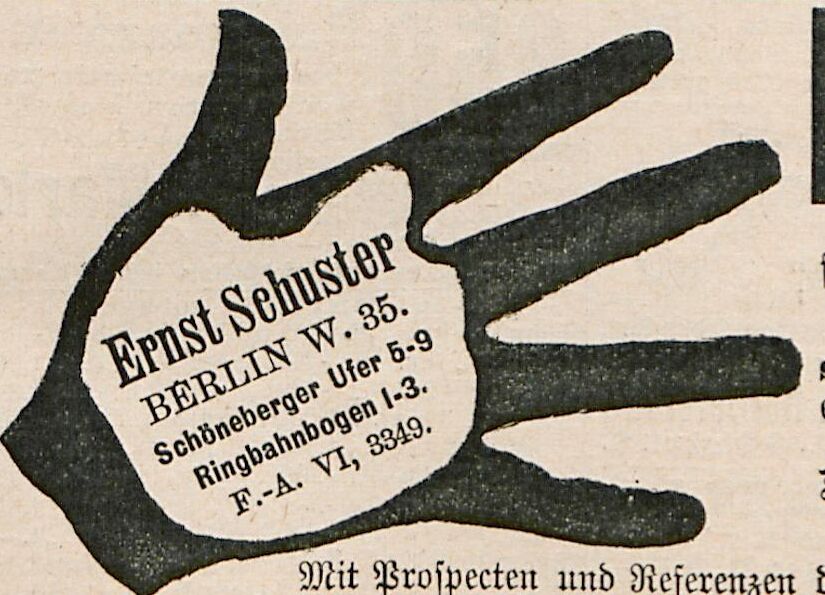 Ernst Schuster
BERLIN W. 35.
Schöneberger Ufer 5-9
Ringbahnbogen I-3.
F.-A. VI, 3349.
Mit Prospecten und Referenzen